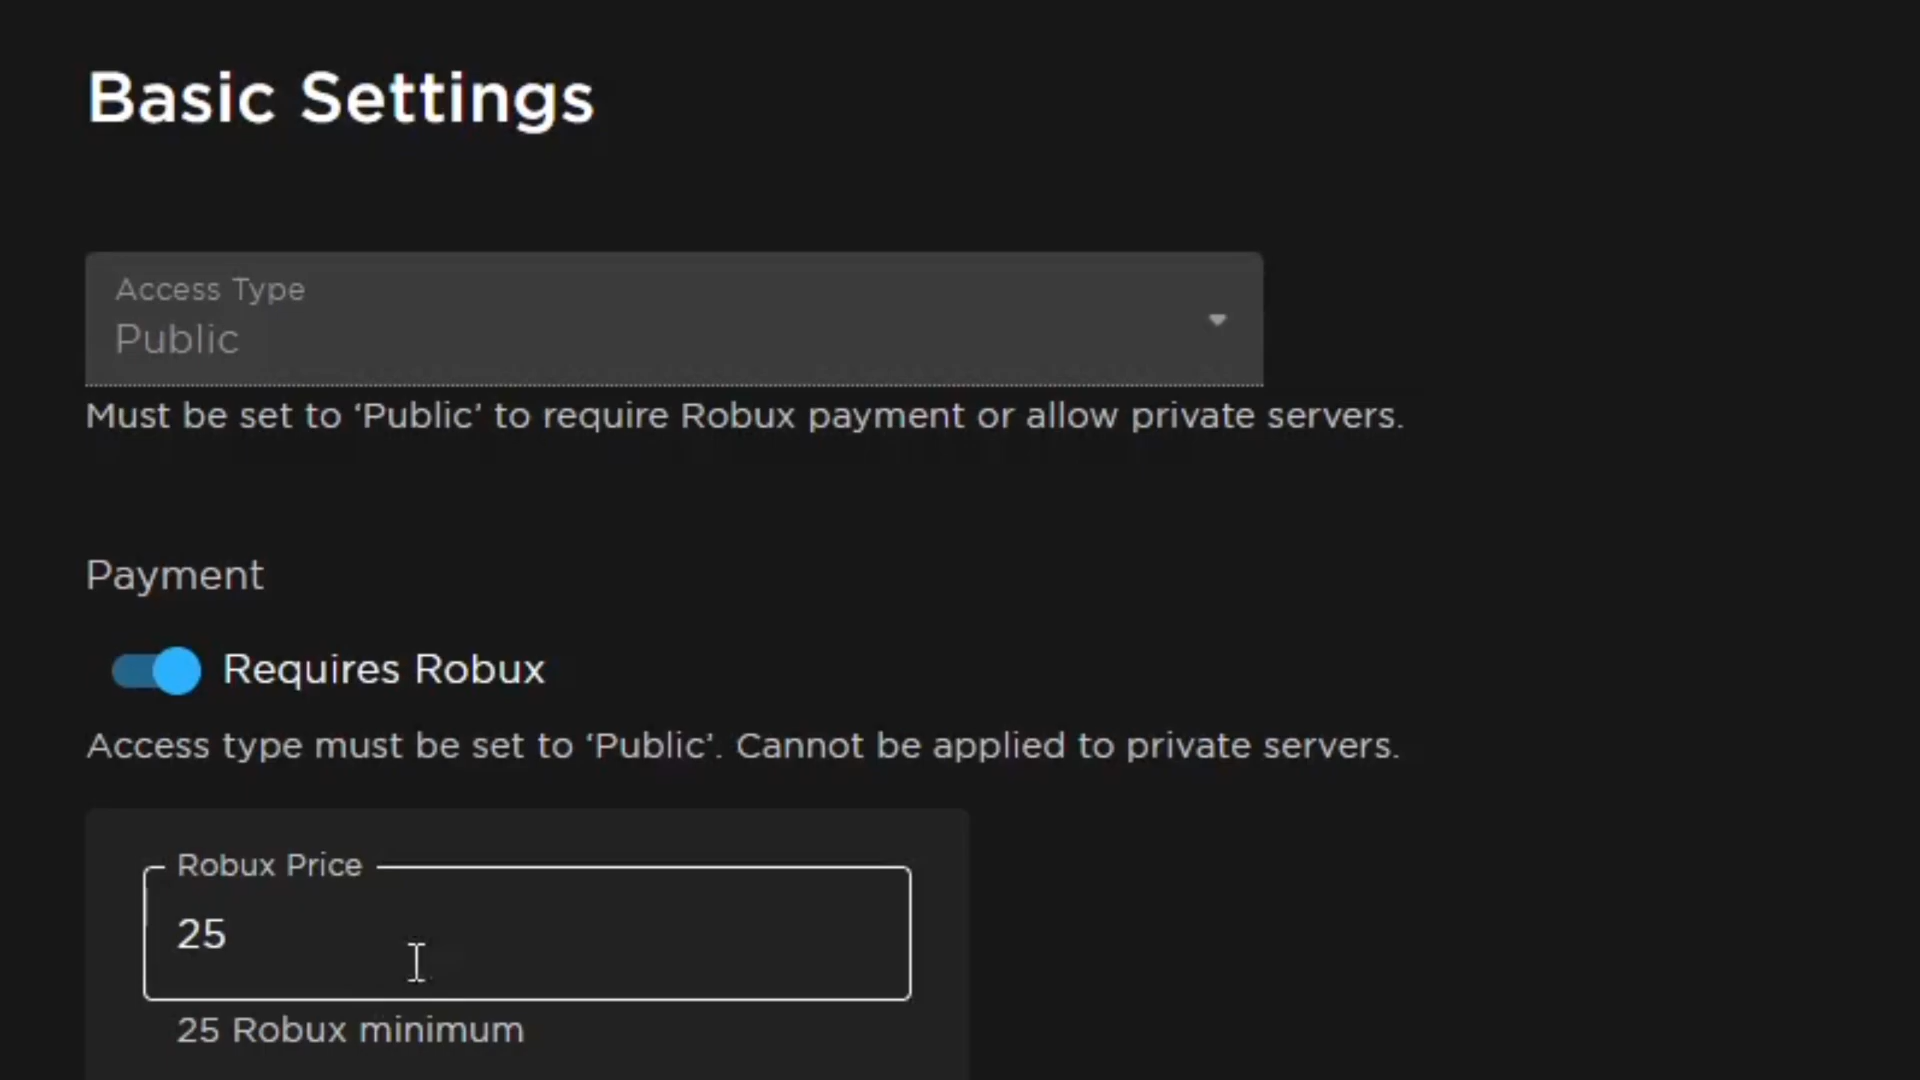 Basic Settings
Access Type
Public
Must be set to ‘Public’ to require Robux payment or allow private servers.
Payment
Requires Robux
Access type must be set to ‘Public’. Cannot be applied to private servers.
Robux Price
25
25 Robux minimum